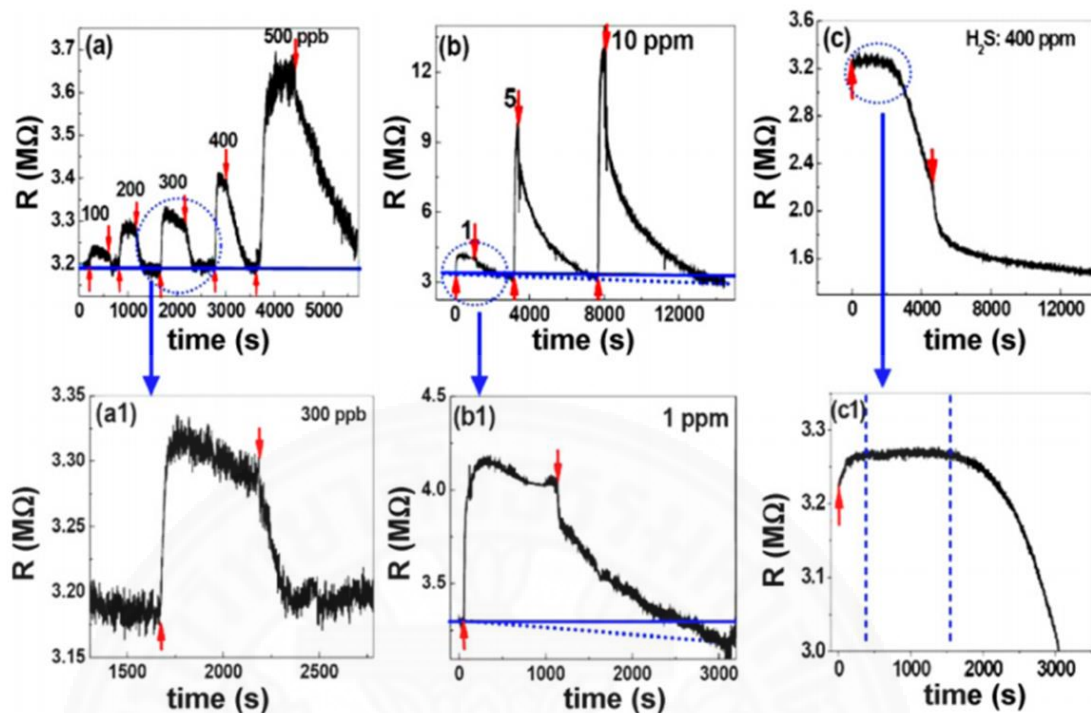 (a)
500 ppb
400
300
200
100
3.7
3.6
3.5
3.4
3.3
3.2
R (MΩ)
0 1000 2000 3000 4000 5000
time (s)
(b)
10 ppm
5
1
12
9
6
3
R (MΩ)
0 4000 8000 12000
time (s)
(c)
H₂S: 400 ppm
3.6
3.2
2.8
2.4
2.0
1.6
R (MΩ)
0 4000 8000 12000
time (s)
(a1)
300 ppb
3.35
3.30
3.25
3.20
3.15
R (MΩ)
1500 2000 2500
time (s)
(b1)
1 ppm
4.5
4.0
3.5
R (MΩ)
0 1000 2000 3000
time (s)
(c1)
3.3
3.2
3.1
3.0
R (MΩ)
0 1000 2000 3000
time (s)